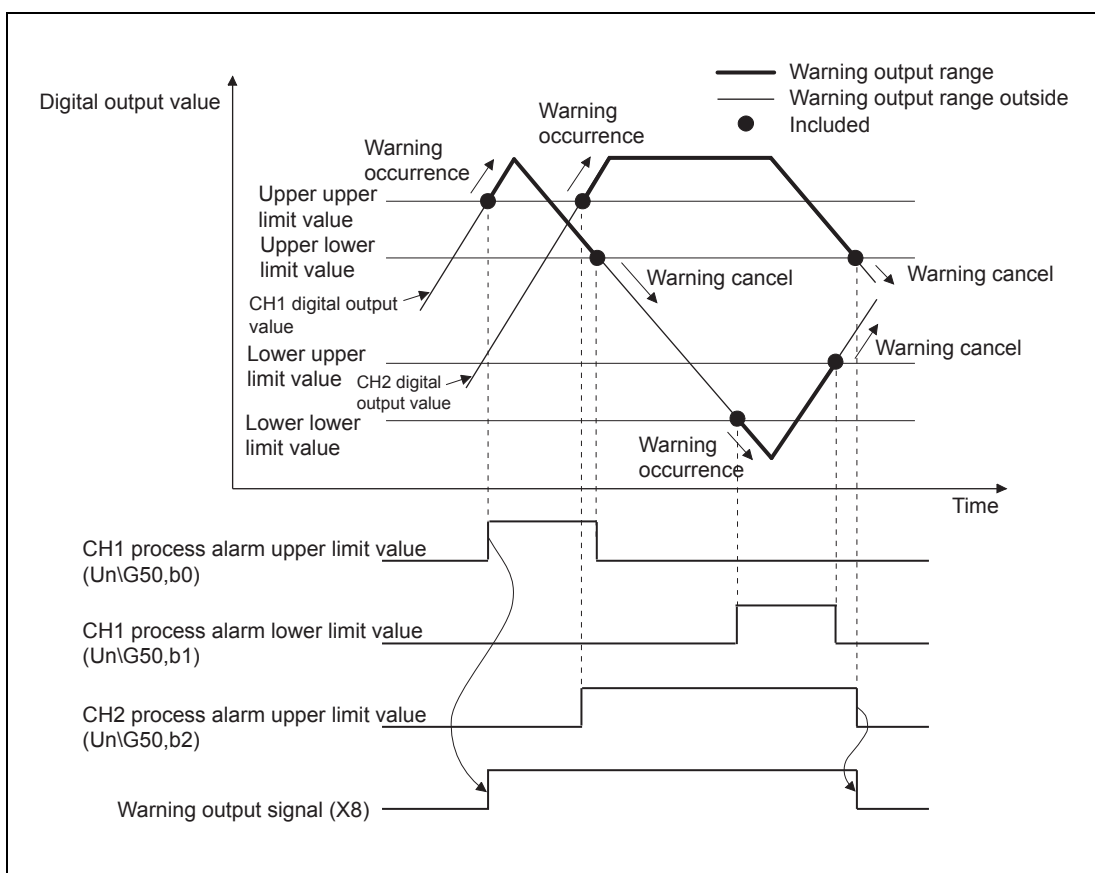 Digital output value
Warning output range
Warning output range outside
Included
Warning
occurrence
Warning
occurrence
Upper upper
limit value
Upper lower
limit value
Warning cancel
Warning cancel
CH1 digital output
value
Lower upper
limit value
Warning cancel
CH2 digital
output value
Lower lower
limit value
Warning
occurrence
Time
CH1 process alarm upper limit value
(Un\G50,b0)
CH1 process alarm lower limit value
(Un\G50,b1)
CH2 process alarm upper limit value
(Un\G50,b2)
Warning output signal (X8)